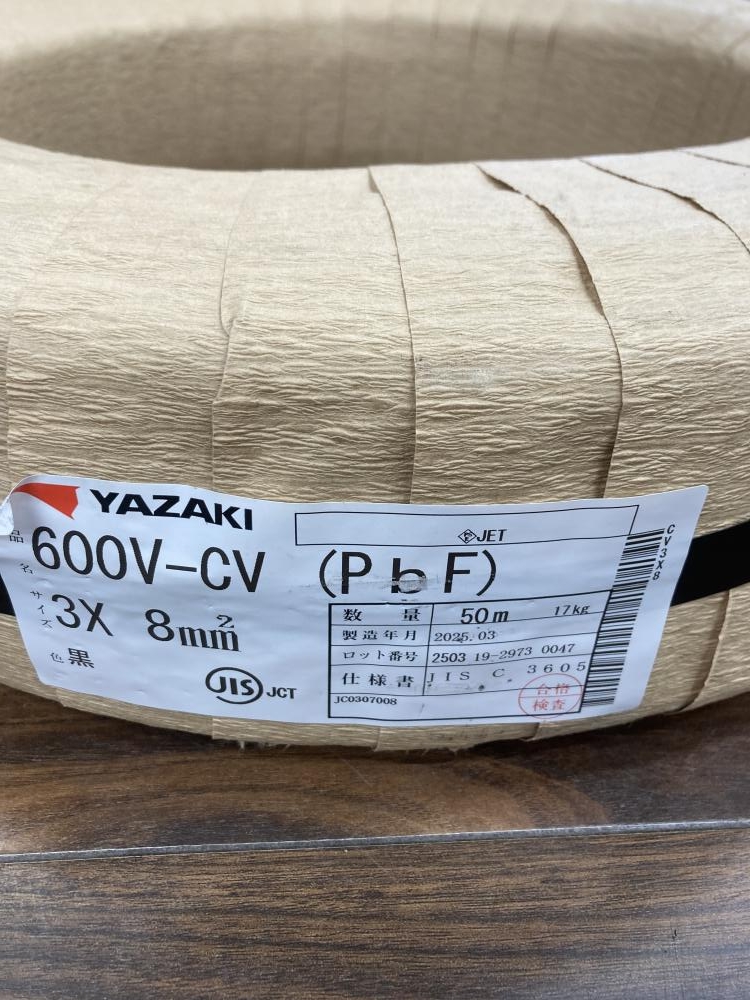 YAZAKI
PSE JET
品名 600V-CV (PbF)
サイズ 3X 8mm²
色 黒
JIS JCT
数 量 50m 17kg
製造年月 2025.03
ロット番号 2503 19-2973 0047
仕様書 JIS C 3605
JC0307008
合格
検査
CV3X8